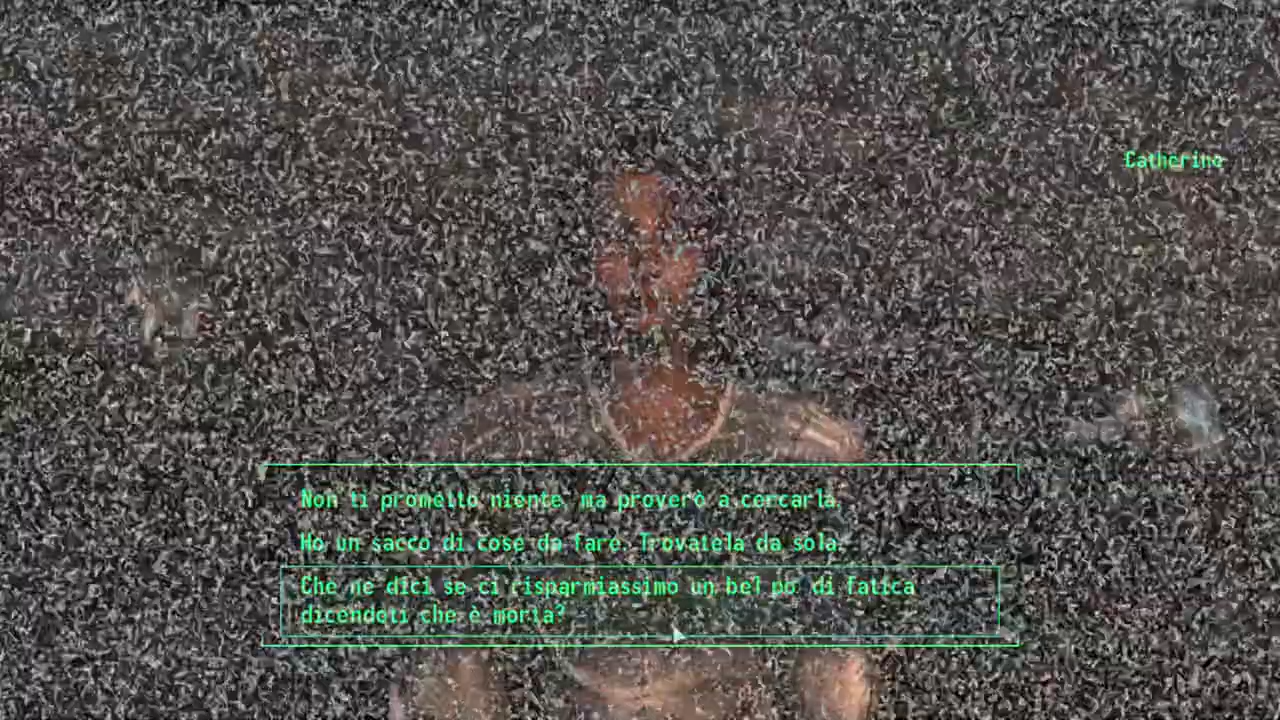 Catherine
Non ti prometto niente, ma proverò a cercarla.
Ho un sacco di cose da fare. Trovatela da sola.
Che ne dici se ci risparmiassimo un bel po' di fatica
dicendoti che è morta?